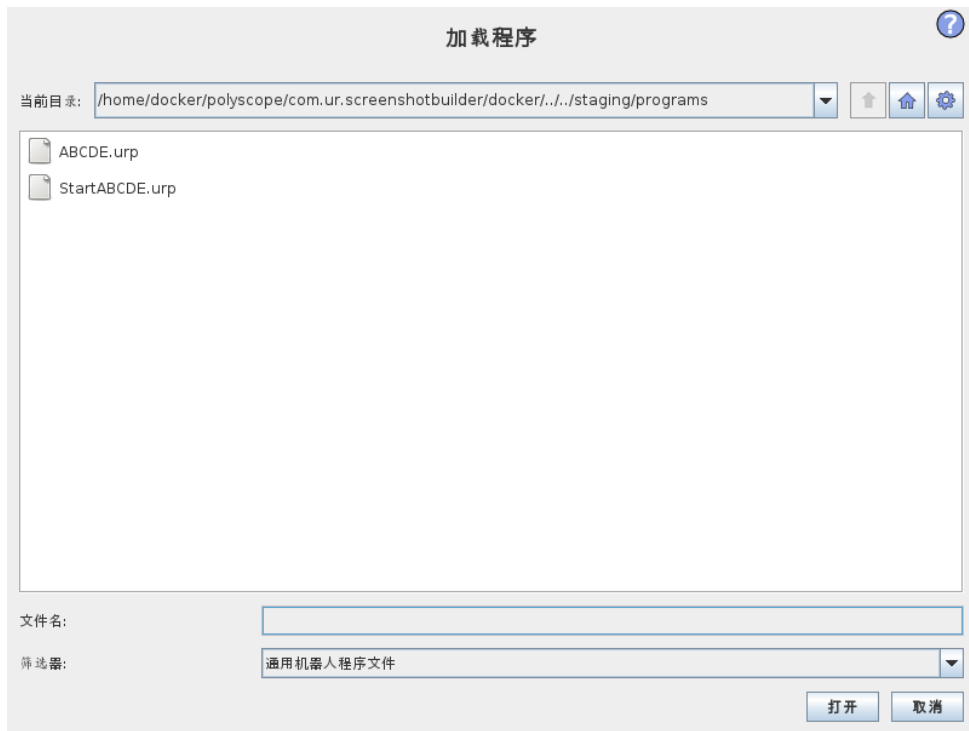 加载程序
?
当前目录: /home/docker/polyscope/com.ur.screenshotbuilder/docker/../../staging/programs
ABCDE.urp
StartABCDE.urp
文件名:
筛选器: 通用机器人程序文件
打开 取消